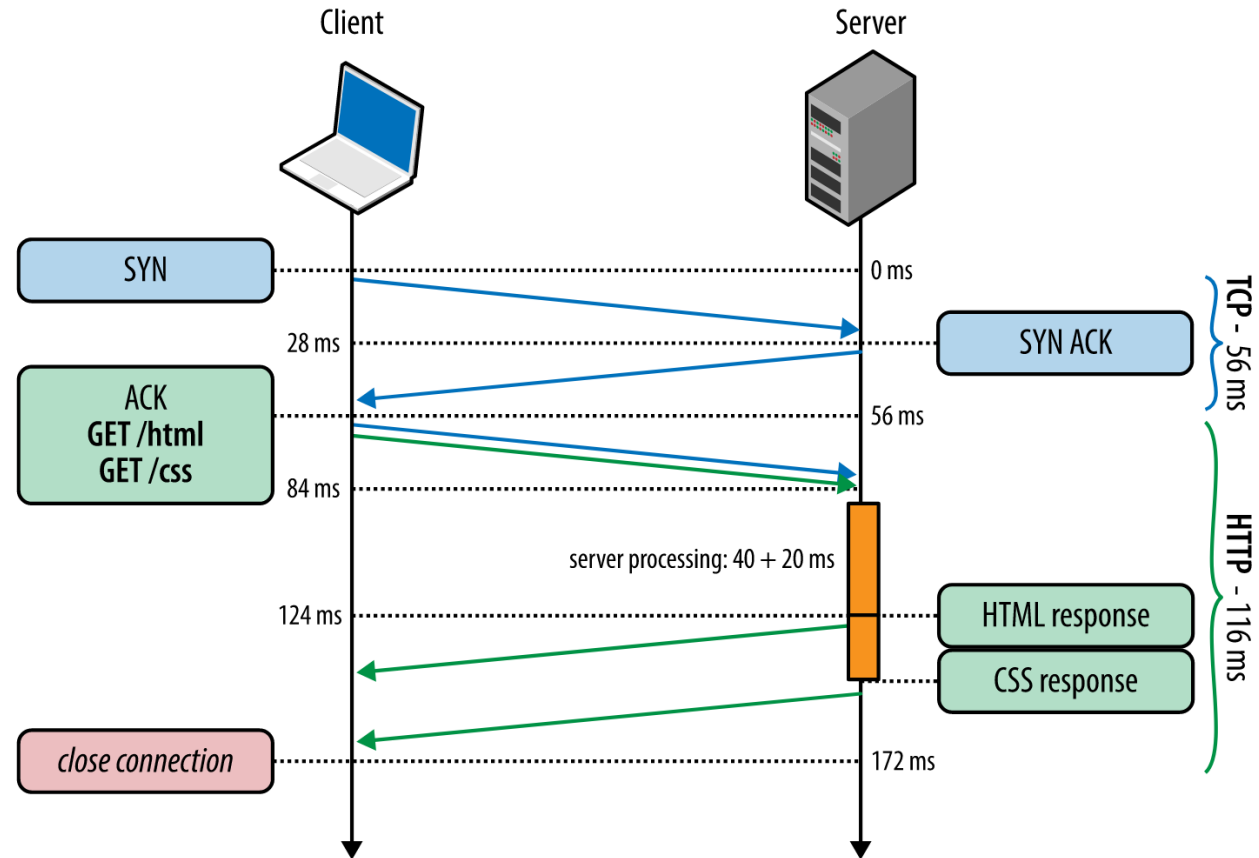 Client
Server
SYN
0 ms
28 ms
SYN ACK
TCP - 56 ms
ACK
GET /html
GET /css
56 ms
84 ms
server processing: 40 + 20 ms
HTTP - 116 ms
124 ms
HTML response
CSS response
close connection
172 ms